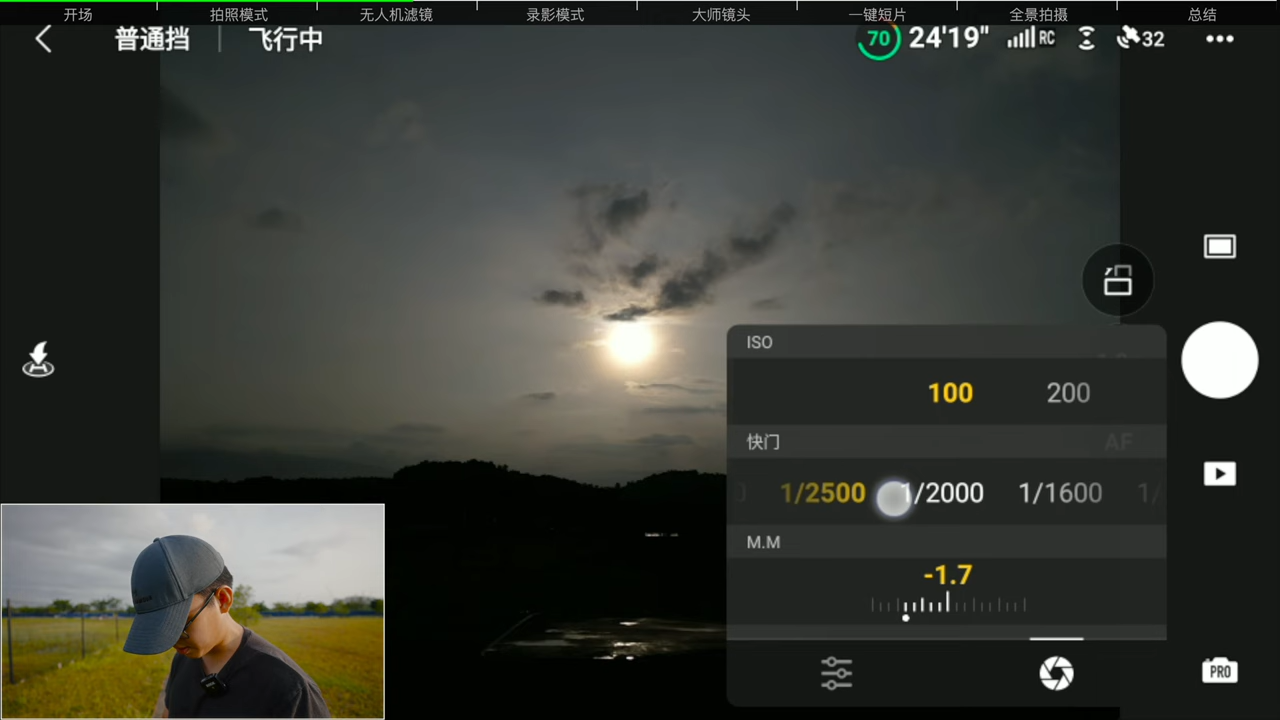 开场 拍照模式 无人机滤镜 录影模式 大师镜头 一键短片 全景拍摄 总结
普通挡 飞行中 70 24'19" RC 32
ISO
100 200
快门 AF
1/2500 1/2000 1/1600 1/
M.M
-1.7
PRO